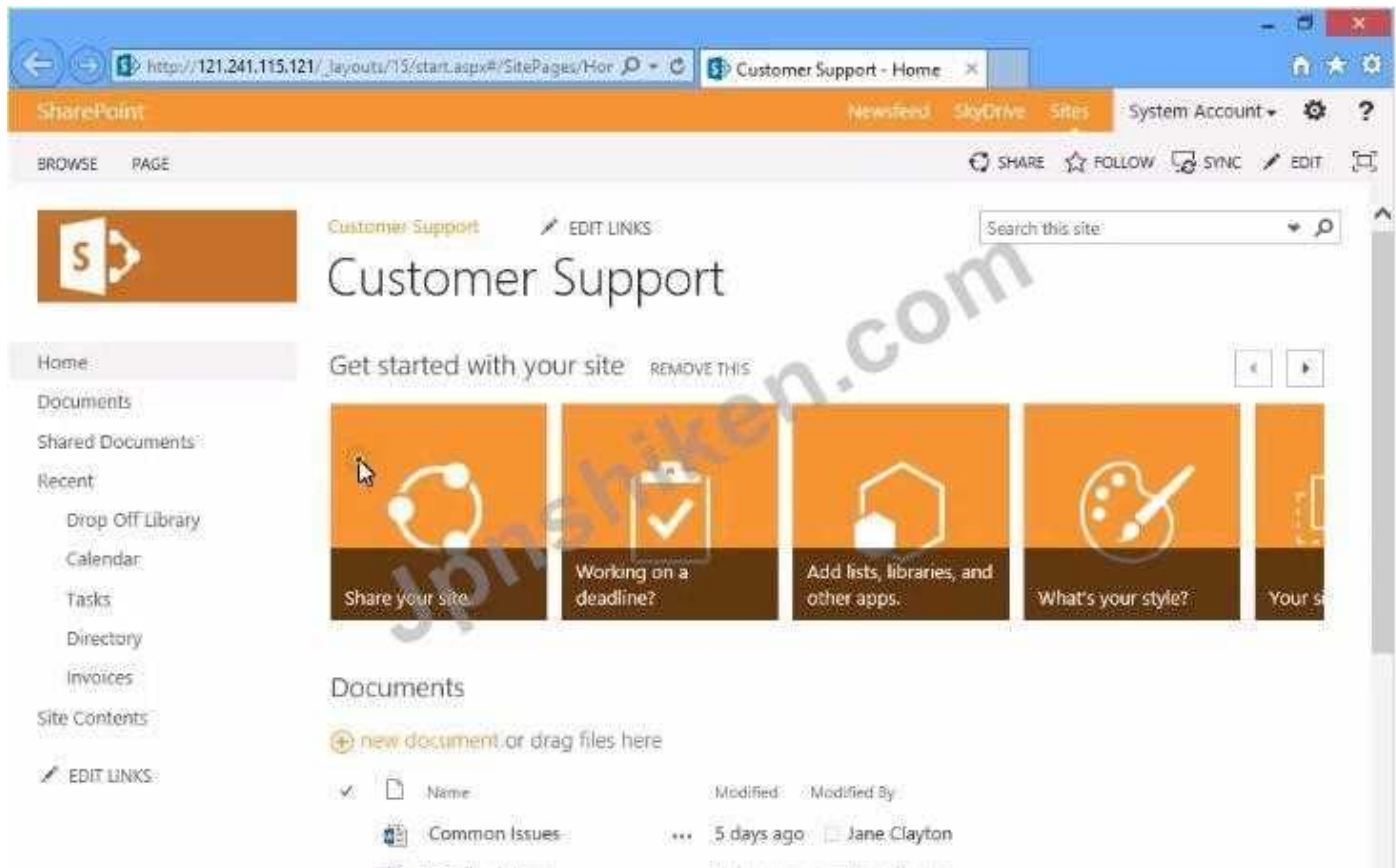 http://121.241.115.121/_layouts/15/start.aspx#/SitePages/Hor
Customer Support - Home
SharePoint
Newsfeed SkyDrive Sites System Account ?
BROWSE PAGE
SHARE FOLLOW SYNC EDIT
S
Customer Support EDIT LINKS
Search this site
Customer Support
Home
Documents
Shared Documents
Recent
Drop Off Library
Calendar
Tasks
Directory
Invoices
Site Contents
EDIT LINKS
Get started with your site REMOVE THIS
Share your site.
Working on a
deadline?
Add lists, libraries, and
other apps.
What's your style?
Your si
Jpnshiken.com
Documents
new document or drag files here
Name Modified Modified By
Common Issues ... 5 days ago Jane Clayton